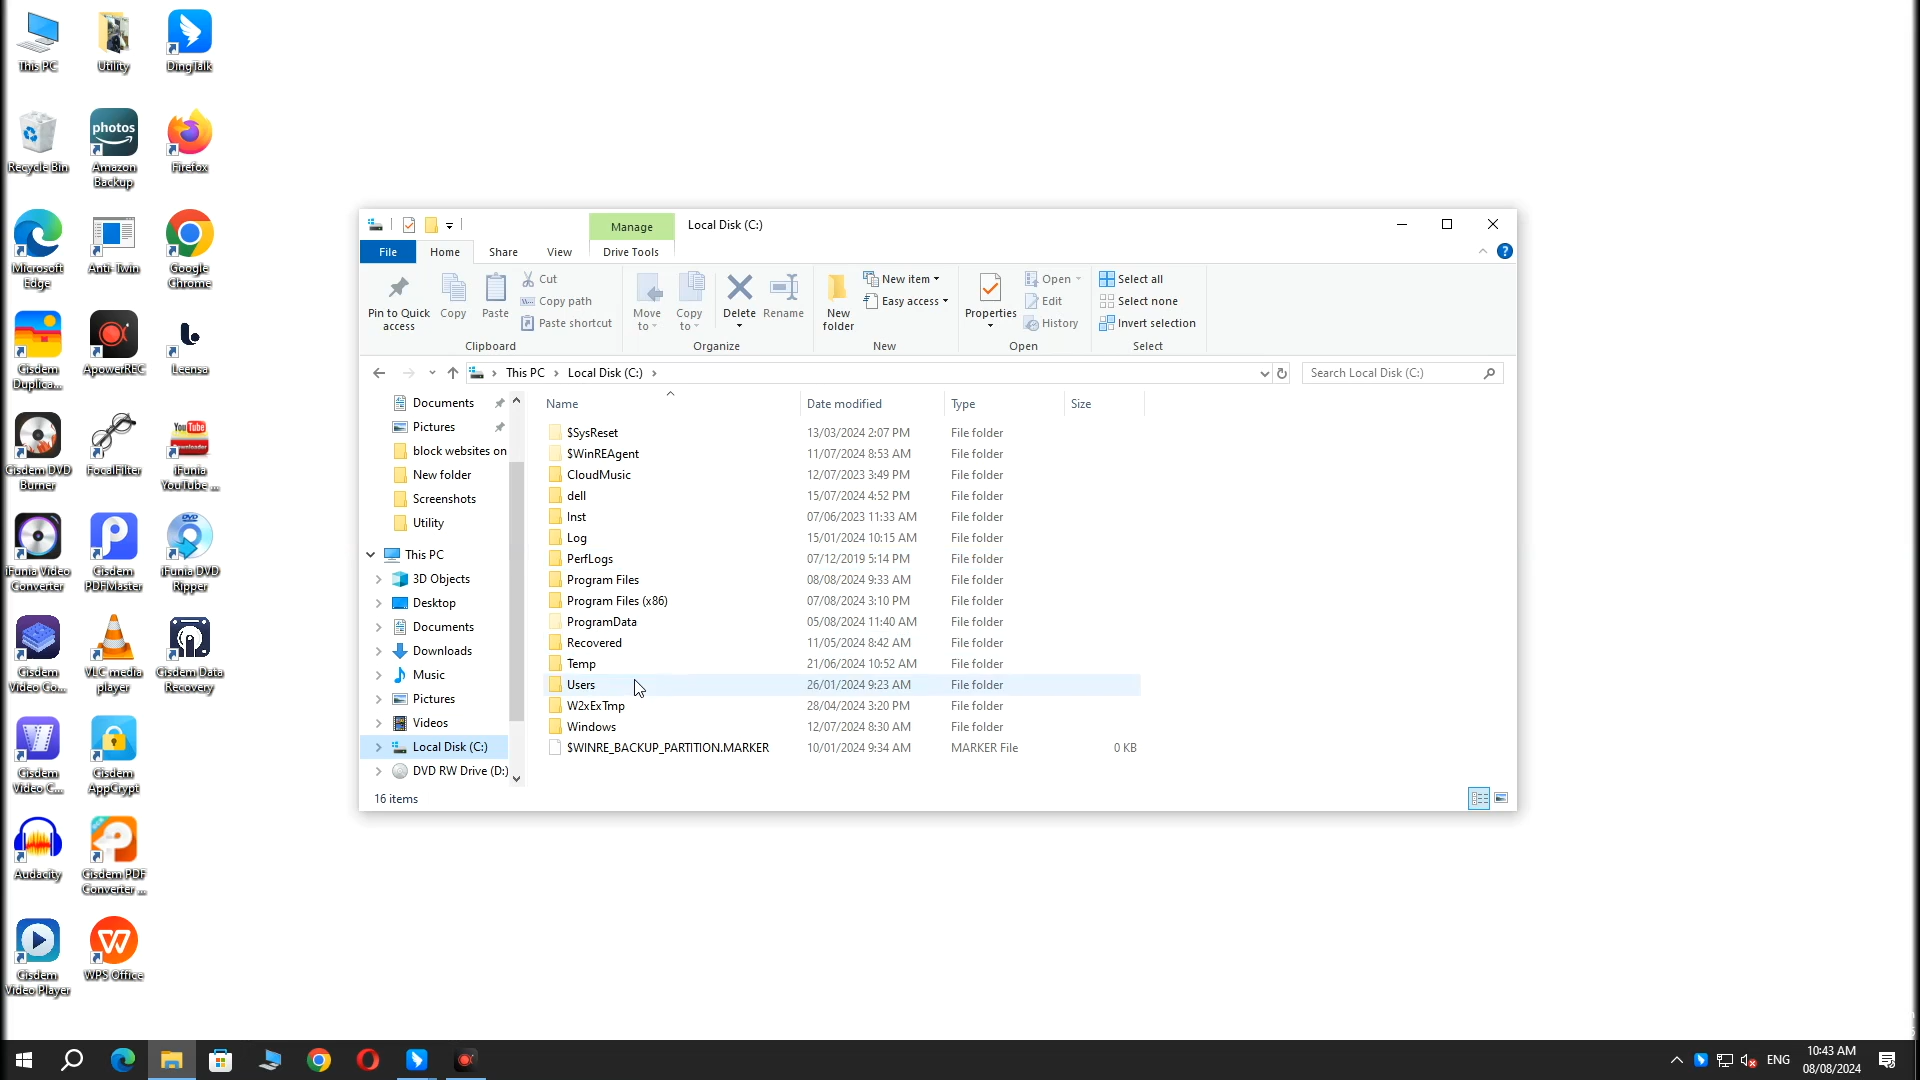 This PC
Utility
DingTalk
Recycle Bin
photos
Amazon
Backup
Firefox
Microsoft
Edge
Anti-Twin
Google
Chrome
Cisdem
Duplica...
ApowerREC
Leensa
Cisdem DVD
Burner
FocalFilter
YouTube
Downloader
iFunia
YouTube ...
iFunia Video
Converter
Cisdem
PDFMaster
DVD
iFunia DVD
Ripper
Cisdem
Video Co...
VLC media
player
Cisdem Data
Recovery
Cisdem
Video C...
Cisdem
AppCrypt
Audacity
Cisdem PDF
Converter ...
Cisdem
Video Player
WPS Office
Manage
Local Disk (C:)
File
Home
Share
View
Drive Tools
Pin to Quick
access
Copy
Paste
Cut
Copy path
Paste shortcut
Clipboard
Move
to
Copy
to
Delete
Rename
Organize
New
folder
New item
Easy access
New
Properties
Open
Edit
History
Open
Select all
Select none
Invert selection
Select
This PC
Local Disk (C:)
Search Local Disk (C:)
Documents
Pictures
block websites on
New folder
Screenshots
Utility
This PC
3D Objects
Desktop
Documents
Downloads
Music
Pictures
Videos
Local Disk (C:)
DVD RW Drive (D:)
Name Date modified Type Size
$SysReset 13/03/2024 2:07 PM File folder
$WinREAgent 11/07/2024 8:53 AM File folder
CloudMusic 12/07/2023 3:49 PM File folder
dell 15/07/2024 4:52 PM File folder
Inst 07/06/2023 11:33 AM File folder
Log 15/01/2024 10:15 AM File folder
PerfLogs 07/12/2019 5:14 PM File folder
Program Files 08/08/2024 9:33 AM File folder
Program Files (x86) 07/08/2024 3:10 PM File folder
ProgramData 05/08/2024 11:40 AM File folder
Recovered 11/05/2024 8:42 AM File folder
Temp 21/06/2024 10:52 AM File folder
Users 26/01/2024 9:23 AM File folder
W2xExTmp 28/04/2024 3:20 PM File folder
Windows 12/07/2024 8:30 AM File folder
$WINRE_BACKUP_PARTITION.MARKER 10/01/2024 9:34 AM MARKER File 0 KB
16 items
ENG
10:43 AM
08/08/2024